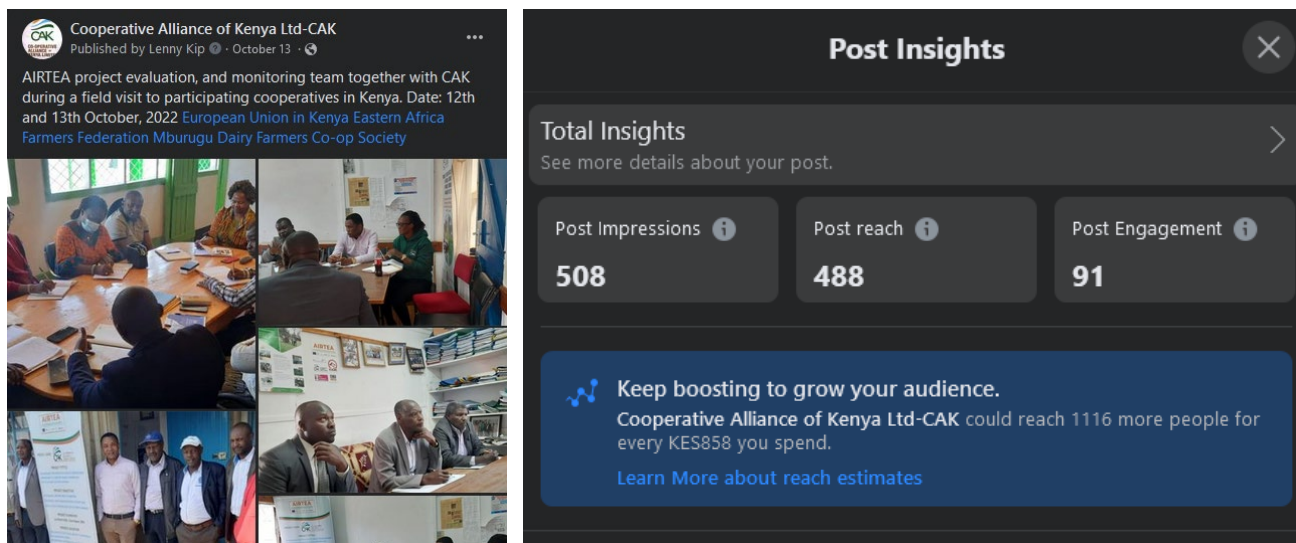 Cooperative Alliance of Kenya Ltd-CAK
Published by Lenny Kip · October 13 ·
AIRTEA project evaluation, and monitoring team together with CAK
during a field visit to participating cooperatives in Kenya. Date: 12th
and 13th October, 2022 European Union in Kenya Eastern Africa
Farmers Federation Mburugu Dairy Farmers Co-op Society
CAK
AIRTEA
AIRTEA
Post Insights
Total Insights
See more details about your post.
Post Impressions
508
Post reach
488
Post Engagement
91
Keep boosting to grow your audience.
Cooperative Alliance of Kenya Ltd-CAK could reach 1116 more people for
every KES858 you spend.
Learn More about reach estimates